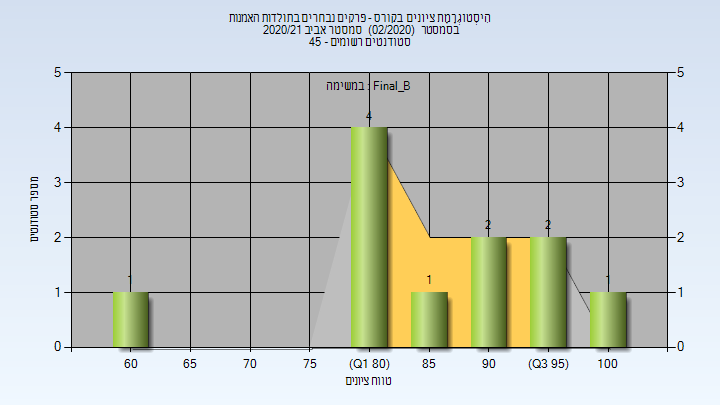 היסטוגרמת ציונים בקורס - פרקים נבחרים בתולדות האמנות
בסמסטר (02/2020) סמסטר אביב 2020/21
סטודנטים רשומים - 45
במשימה : Final_B
5 5
4 4
3 3
2 2
1 1
0 0
1 4 1 2 2 1
מספר סטודנטים
60 65 70 75 (Q1 80) 85 90 (Q3 95) 100
טווח ציונים